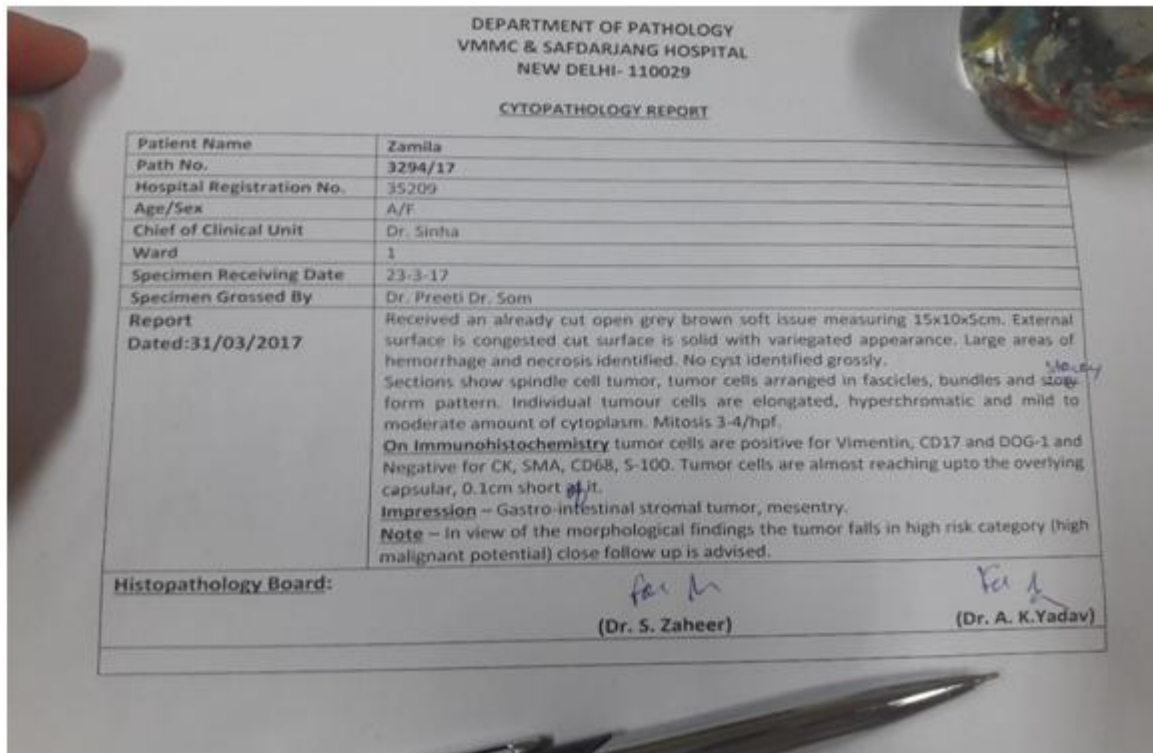 DEPARTMENT OF PATHOLOGY
VMMC & SAFDARJANG HOSPITAL
NEW DELHI- 110029
CYTOPATHOLOGY REPORT
Patient Name Zamila
Path No. 3294/17
Hospital Registration No. 35209
Age/Sex A/F
Chief of Clinical Unit Dr. Sinha
Ward 1
Specimen Receiving Date 23-3-17
Specimen Grossed By Dr. Preeti Dr. Som
Report Received an already cut open grey brown soft issue measuring 15x10x5cm. External
Dated:31/03/2017 surface is congested cut surface is solid with variegated appearance. Large areas of
hemorrhage and necrosis identified. No cyst identified grossly.
Sections show spindle cell tumor, tumor cells arranged in fascicles, bundles and
form pattern. Individual tumour cells are elongated, hyperchromatic and mild to
moderate amount of cytoplasm. Mitosis 3-4/hpf.
On Immunohistochemistry tumor cells are positive for Vimentin, CD17 and DOG-1 and
Negative for CK, SMA, CD68, S-100. Tumor cells are almost reaching upto the overlying
capsular, 0.1cm short of it.
Impression – Gastro-intestinal stromal tumor, mesentry.
Note – In view of the morphological findings the tumor falls in high risk category (high
malignant potential) close follow up is advised.
Histopathology Board:
(Dr. S. Zaheer) (Dr. A. K.Yadav)